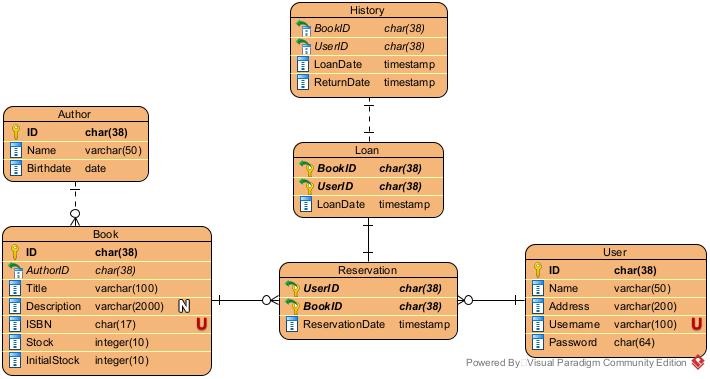 History
BookID char(38)
UserID char(38)
LoanDate timestamp
ReturnDate timestamp
Author
ID char(38)
Name varchar(50)
Birthdate date
Loan
BookID char(38)
UserID char(38)
LoanDate timestamp
Book
ID char(38)
AuthorID char(38)
Title varchar(100)
Description varchar(2000) N
ISBN char(17) U
Stock integer(10)
InitialStock integer(10)
Reservation
UserID char(38)
BookID char(38)
ReservationDate timestamp
User
ID char(38)
Name varchar(50)
Address varchar(200)
Username varchar(100) U
Password char(64)
Powered By Visual Paradigm Community Edition